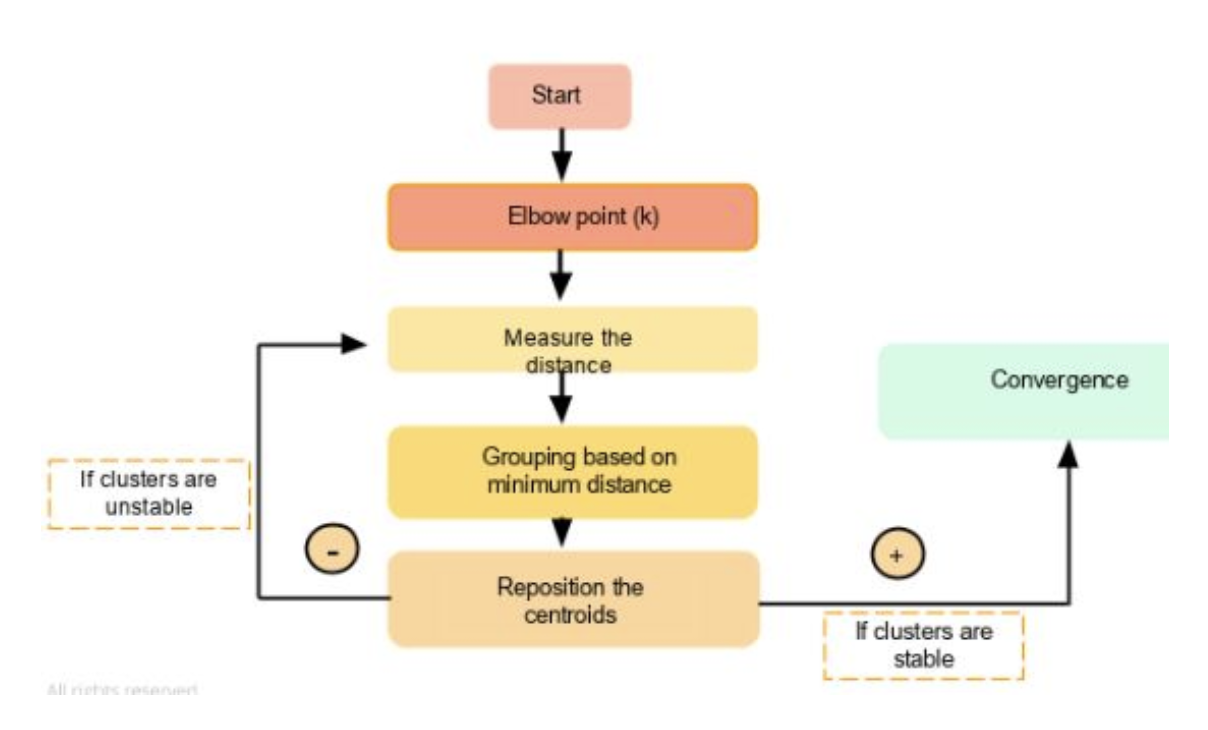 Start
Elbow point (k)
Measure the
distance
Convergence
Grouping based on
minimum distance
If clusters are
unstable
-
+
Reposition the
centroids
If clusters are
stable
All rights reserved